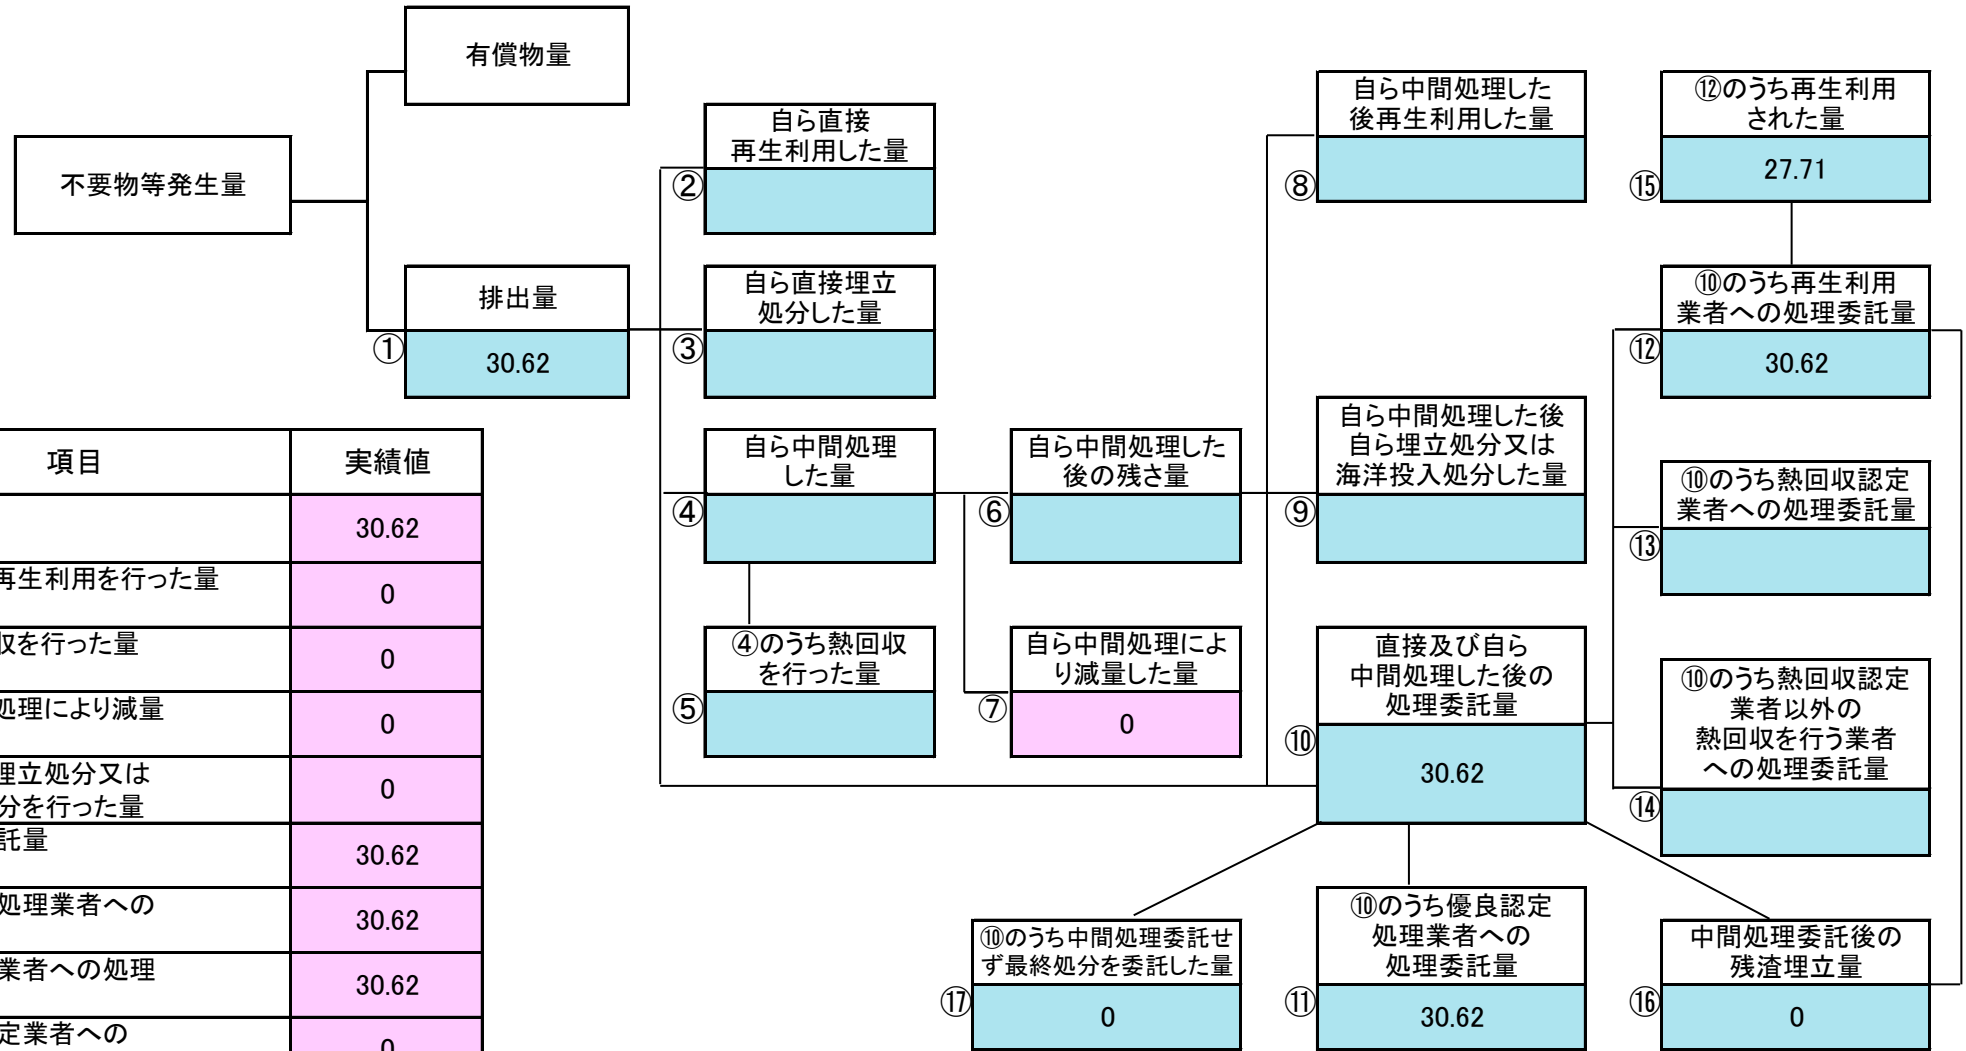 有償物量
不要物等発生量
排出量
①
30.62
自ら直接
再生利用した量
②
自ら直接埋立
処分した量
③
自ら中間処理
した量
④
④のうち熱回収
を行った量
⑤
自ら中間処理した
後の残さ量
⑥
自ら中間処理によ
り減量した量
⑦
0
自ら中間処理した
後再生利用した量
⑧
自ら中間処理した後
自ら埋立処分又は
海洋投入処分した量
⑨
直接及び自ら
中間処理した後の
処理委託量
⑩
30.62
⑫のうち再生利用
された量
⑮
27.71
⑩のうち再生利用
業者への処理委託量
⑫
30.62
⑩のうち熱回収認定
業者への処理委託量
⑬
⑩のうち熱回収認定
業者以外の
熱回収を行う業者
への処理委託量
⑭
⑩のうち中間処理委託せ
ず最終処分を委託した量
⑰
0
⑩のうち優良認定
処理業者への
処理委託量
⑪
30.62
中間処理委託後の
残渣埋立量
⑯
0
項目 実績値
30.62
再生利用を行った量 0
収を行った量 0
処理により減量 0
埋立処分又は
分を行った量 0
託量 30.62
処理業者への 30.62
業者への処理 30.62
定業者への 0